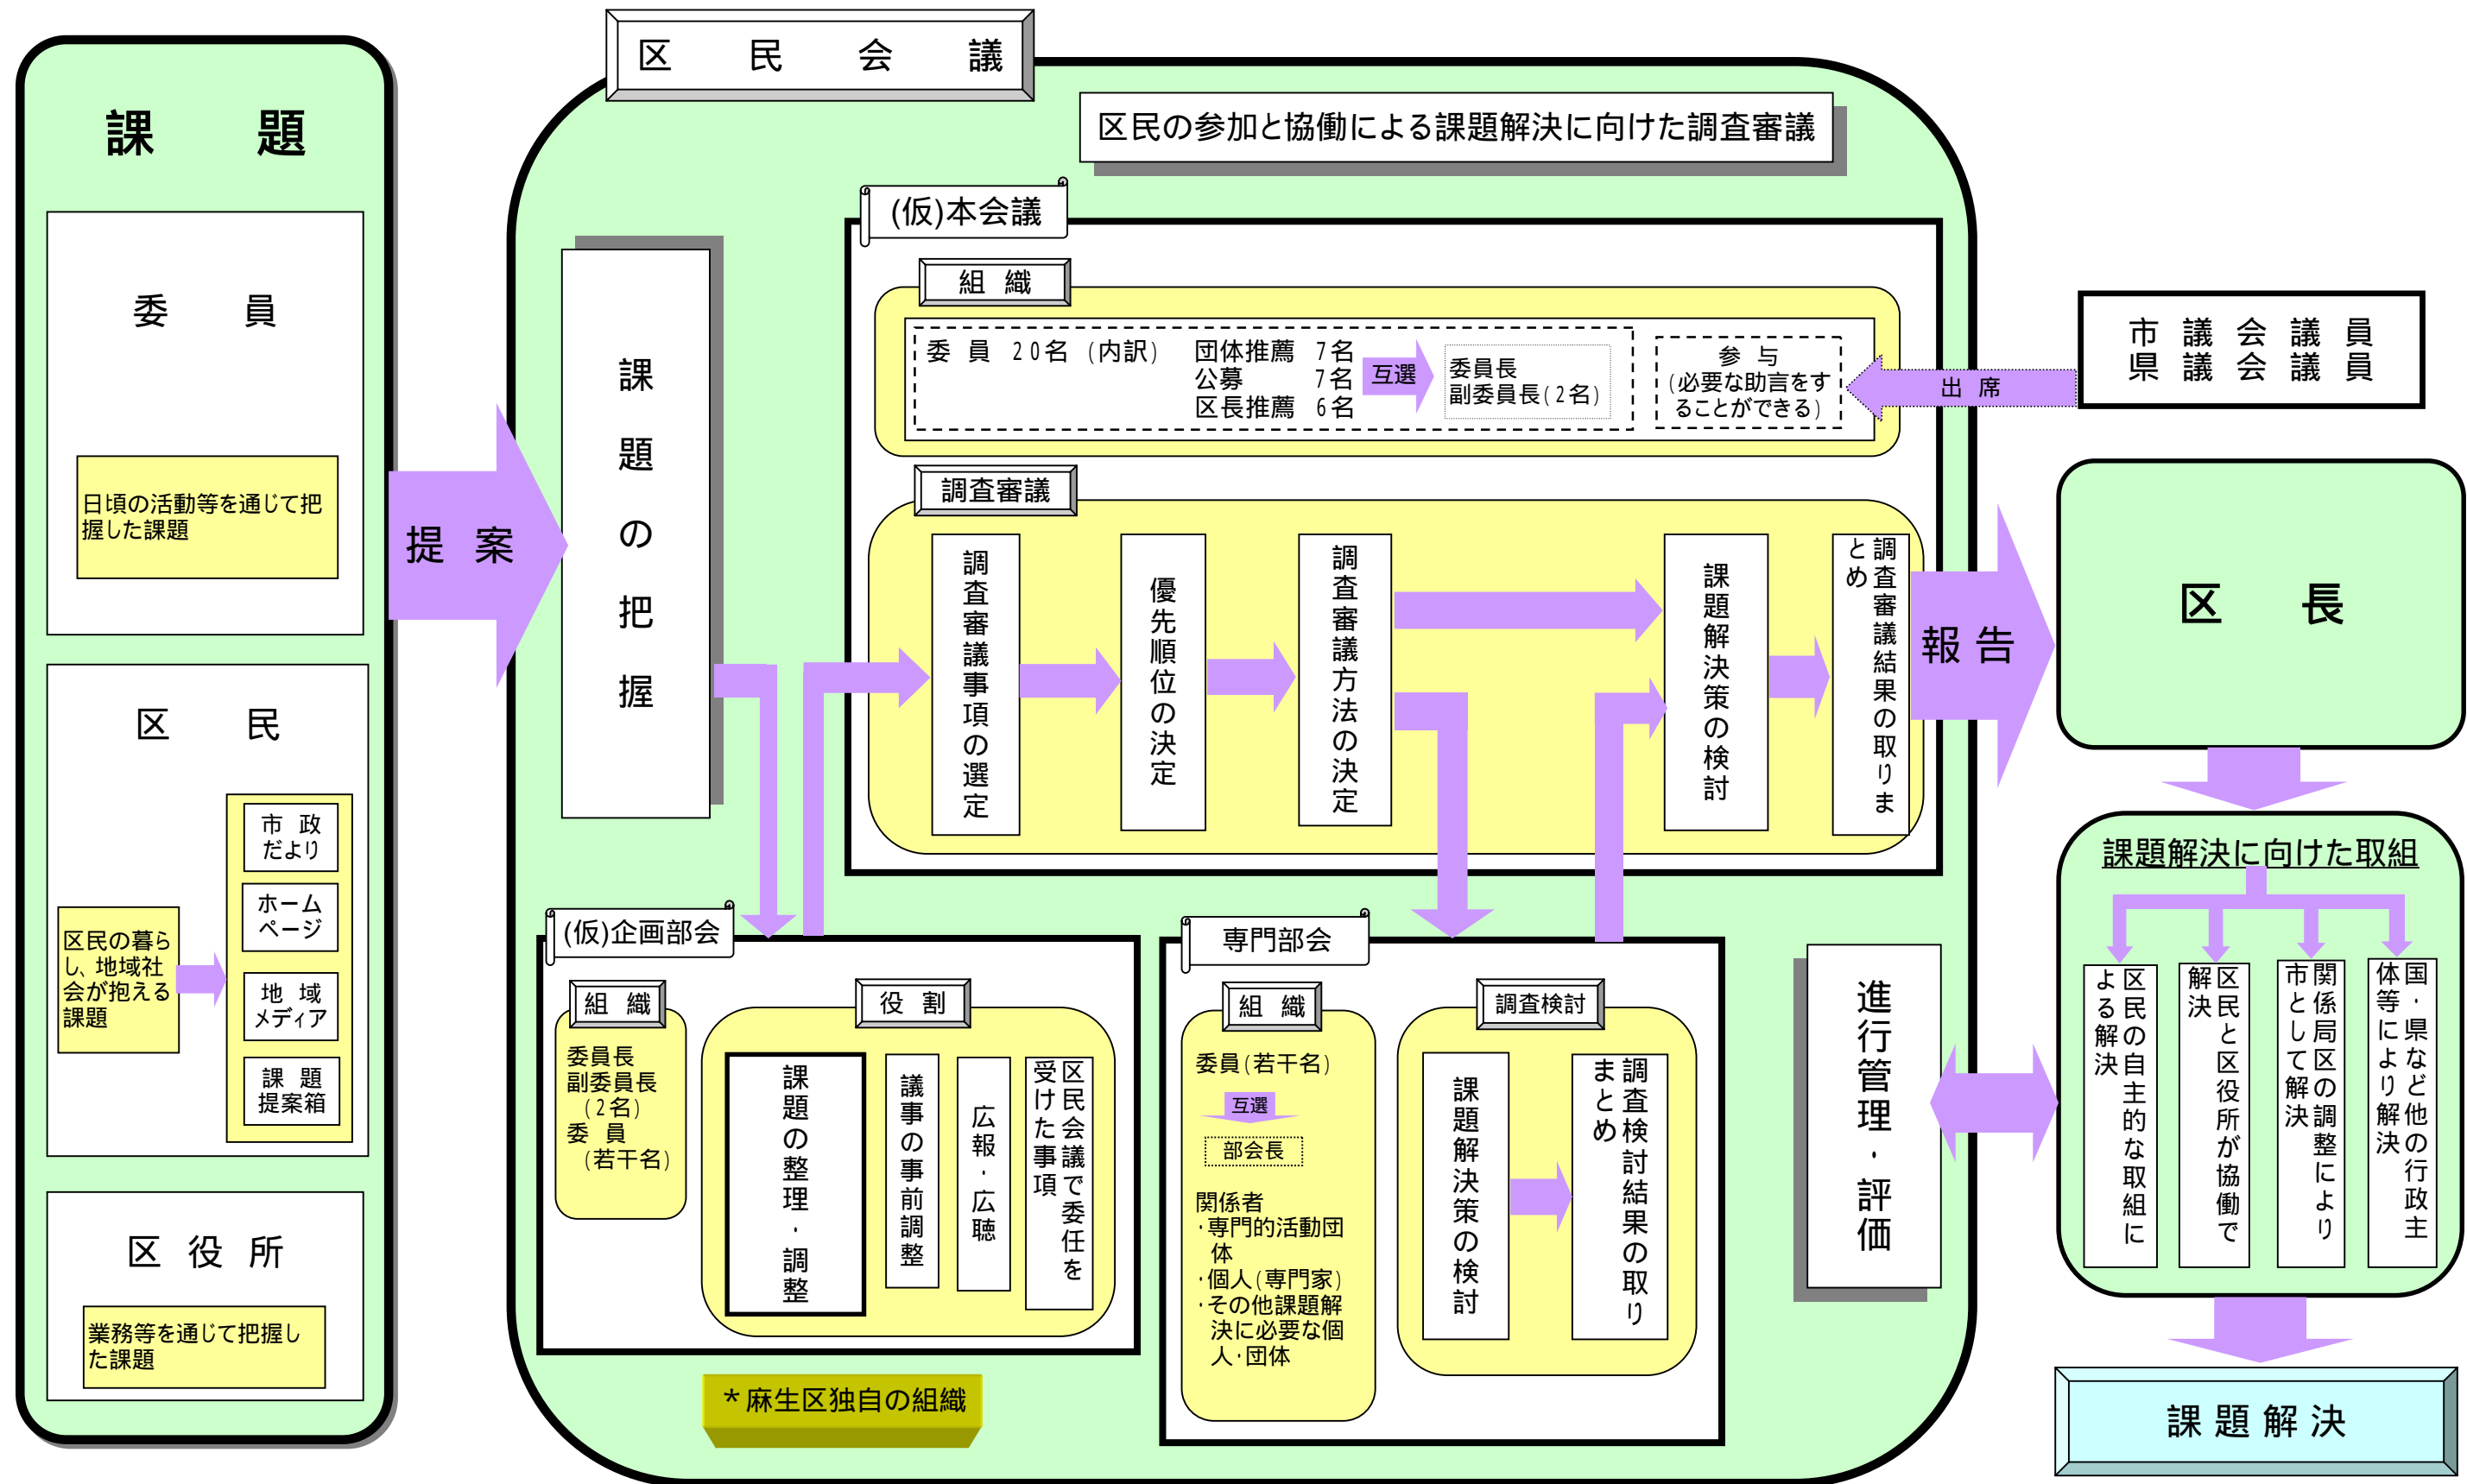 課 題
委 員
日頃の活動等を通じて把
握した課題
区 民
区民の暮ら
し、地域社
会が抱える
課題
市 政
だより
ホーム
ページ
地 域
メディア
課 題
提案箱
区 役 所
業務等を通じて把握し
た課題
提 案
区 民 会 議
区民の参加と協働による課題解決に向けた調査審議
課題の把握
(仮)本会議
組 織
委 員 20名 (内訳) 団体推薦 7名
公募 7名
区長推薦 6名
互選
委員長
副委員長(2名)
参 与
(必要な助言をす
ることができる)
出 席
市 議 会 議 員
県 議 会 議 員
調査審議
調査審議事項の選定
優先順位の決定
調査審議方法の決定
課題解決策の検討
調査審議結果の取りま
とめ
報 告
区 長
(仮)企画部会
組 織
委員長
副委員長
(2名)
委 員
(若干名)
役 割
課題の整理・調整
議事の事前調整
広報・広聴
区民会議で委任を
受けた事項
*麻生区独自の組織
専門部会
組 織
委員(若干名)
互選
部会長
関係者
・専門的活動団
体
・個人(専門家)
・その他課題解
決に必要な個
人・団体
調査検討
課題解決策の検討
調査検討結果の取り
まとめ
進行管理・評価
課題解決に向けた取組
区民の自主的な取組に
よる解決
区民と区役所が協働で
解決
関係局区の調整により
市として解決
国・県など他の行政主
体等により解決
課 題 解 決